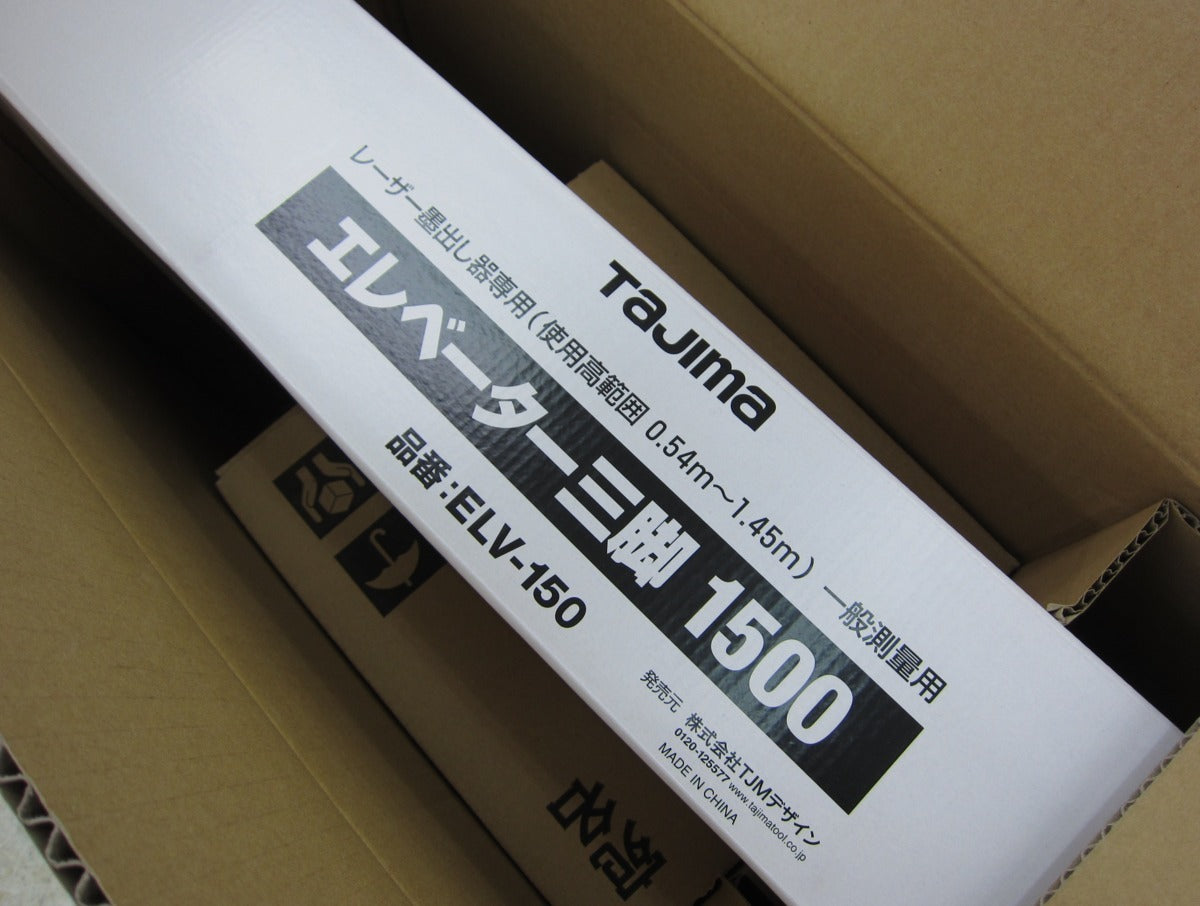 TaJIma
レーザー墨出し器専用(使用高範囲 0.54m～1.45m) 一般測量用
エレベーター三脚 1500
品番:ELV-150
発売元 株式会社TJMデザイン
0120-125577 www.tajimatool.co.jp
MADE IN CHINA